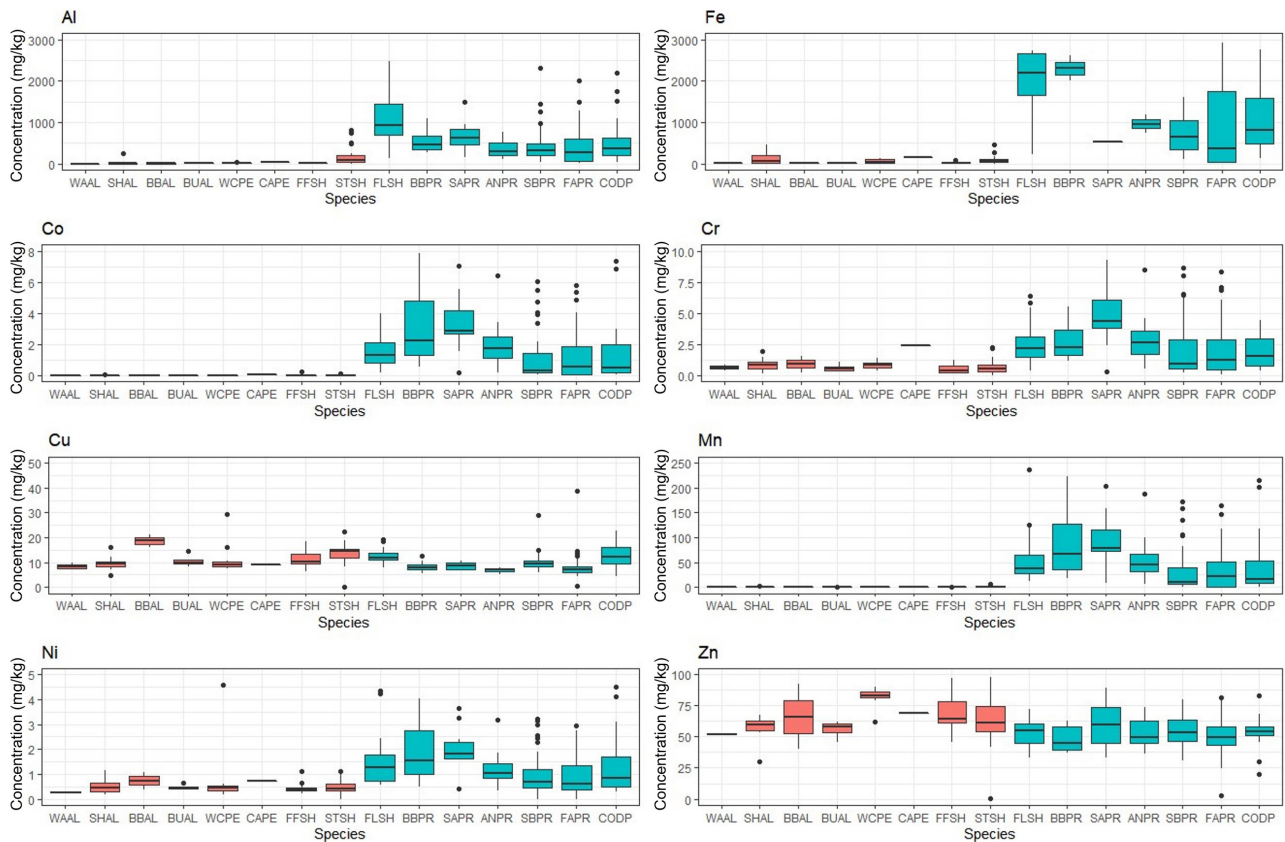 Al
Concentration (mg/kg)
3000
2000
1000
0
WAAL SHAL BBAL BUAL WCPE CAPE FFSH STSH FLSH BBPR SAPR ANPR SBPR FAPR CODP
Species
Fe
Concentration (mg/kg)
3000
2000
1000
0
WAAL SHAL BBAL BUAL WCPE CAPE FFSH STSH FLSH BBPR SAPR ANPR SBPR FAPR CODP
Species
Co
Concentration (mg/kg)
8
6
4
2
0
WAAL SHAL BBAL BUAL WCPE CAPE FFSH STSH FLSH BBPR SAPR ANPR SBPR FAPR CODP
Species
Cr
Concentration (mg/kg)
10.0
7.5
5.0
2.5
0.0
WAAL SHAL BBAL BUAL WCPE CAPE FFSH STSH FLSH BBPR SAPR ANPR SBPR FAPR CODP
Species
Cu
Concentration (mg/kg)
50
40
30
20
10
0
WAAL SHAL BBAL BUAL WCPE CAPE FFSH STSH FLSH BBPR SAPR ANPR SBPR FAPR CODP
Species
Mn
Concentration (mg/kg)
250
200
150
100
50
0
WAAL SHAL BBAL BUAL WCPE CAPE FFSH STSH FLSH BBPR SAPR ANPR SBPR FAPR CODP
Species
Ni
Concentration (mg/kg)
5
4
3
2
1
0
WAAL SHAL BBAL BUAL WCPE CAPE FFSH STSH FLSH BBPR SAPR ANPR SBPR FAPR CODP
Species
Zn
Concentration (mg/kg)
100
75
50
25
0
WAAL SHAL BBAL BUAL WCPE CAPE FFSH STSH FLSH BBPR SAPR ANPR SBPR FAPR CODP
Species